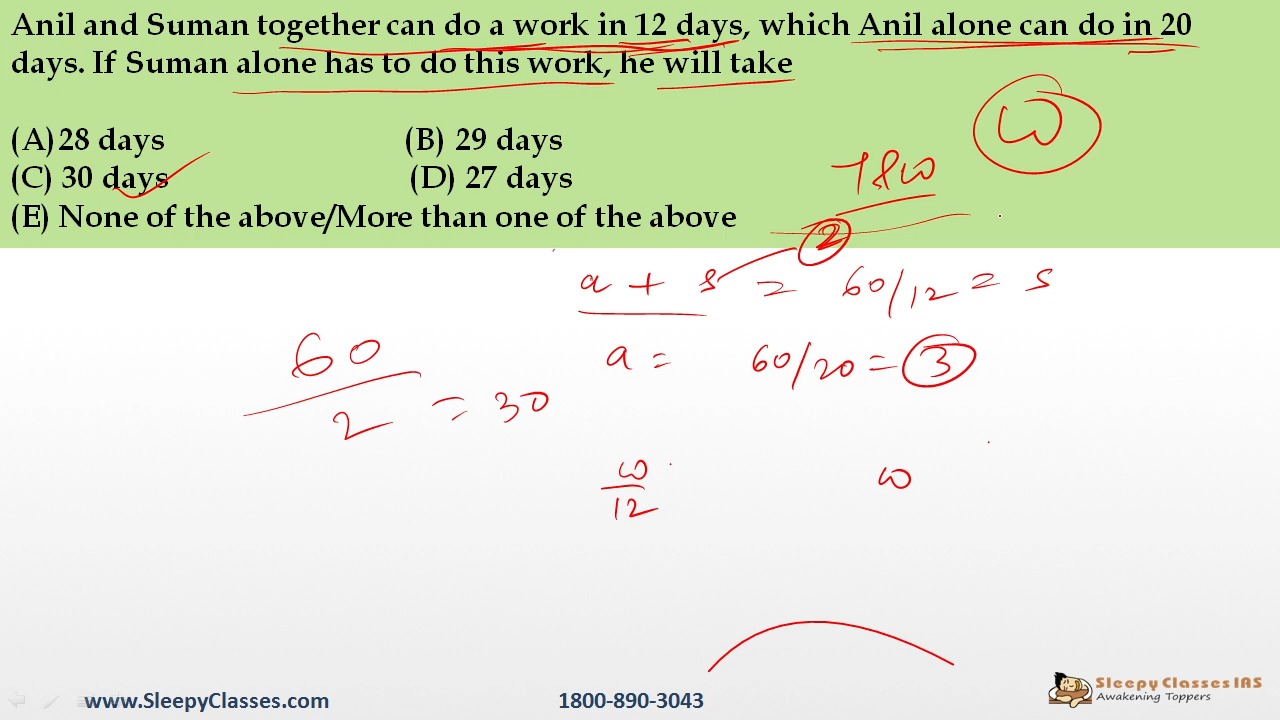 Anil and Suman together can do a work in 12 days, which Anil alone can do in 20
days. If Suman alone has to do this work, he will take
(A) 28 days (B) 29 days
(C) 30 days (D) 27 days
(E) None of the above/More than one of the above
ω
2
a + s = 60/12 = 5
a = 60/20 = 3
60
2
= 30
ω
12
ω
www.SleepyClasses.com 1800-890-3043
Sleepy Classes IAS
Awakening Toppers